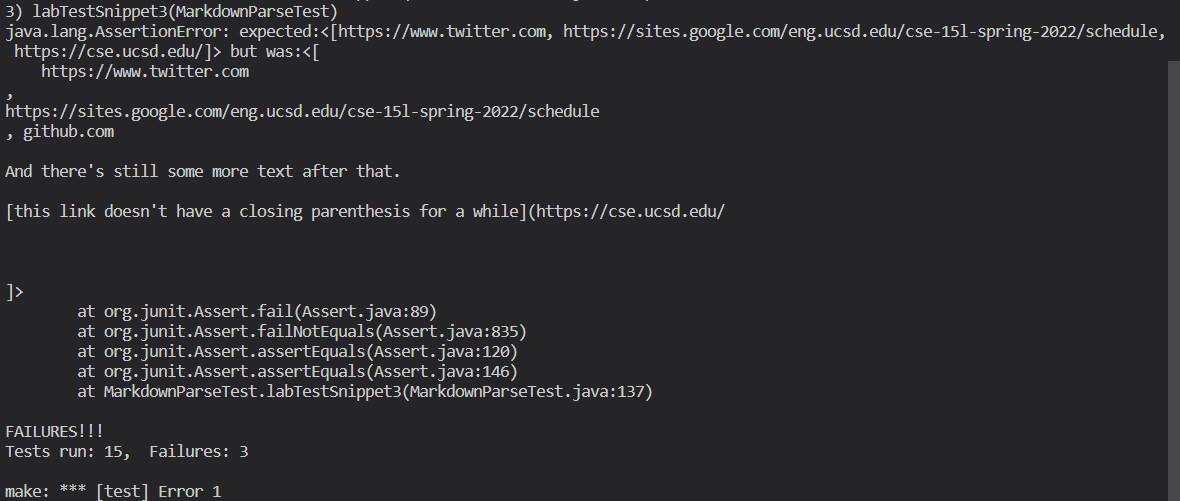 3) labTestSnippet3(MarkdownParseTest)
java.lang.AssertionError: expected:<[https://www.twitter.com, https://sites.google.com/eng.ucsd.edu/cse-15l-spring-2022/schedule,
 https://cse.ucsd.edu/]> but was:<[
    https://www.twitter.com
,
https://sites.google.com/eng.ucsd.edu/cse-15l-spring-2022/schedule
, github.com

And there's still some more text after that.

[this link doesn't have a closing parenthesis for a while](https://cse.ucsd.edu/



]>
        at org.junit.Assert.fail(Assert.java:89)
        at org.junit.Assert.failNotEquals(Assert.java:835)
        at org.junit.Assert.assertEquals(Assert.java:120)
        at org.junit.Assert.assertEquals(Assert.java:146)
        at MarkdownParseTest.labTestSnippet3(MarkdownParseTest.java:137)

FAILURES!!!
Tests run: 15,  Failures: 3

make: *** [test] Error 1